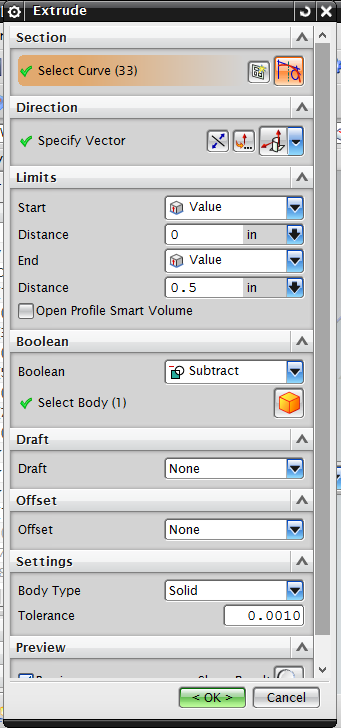 Extrude
Section
Select Curve (33)
Direction
Specify Vector
Limits
Start Value
Distance 0 in
End Value
Distance 0.5 in
Open Profile Smart Volume
Boolean
Boolean Subtract
Select Body (1)
Draft
Draft None
Offset
Offset None
Settings
Body Type Solid
Tolerance 0.0010
Preview
< OK > Cancel